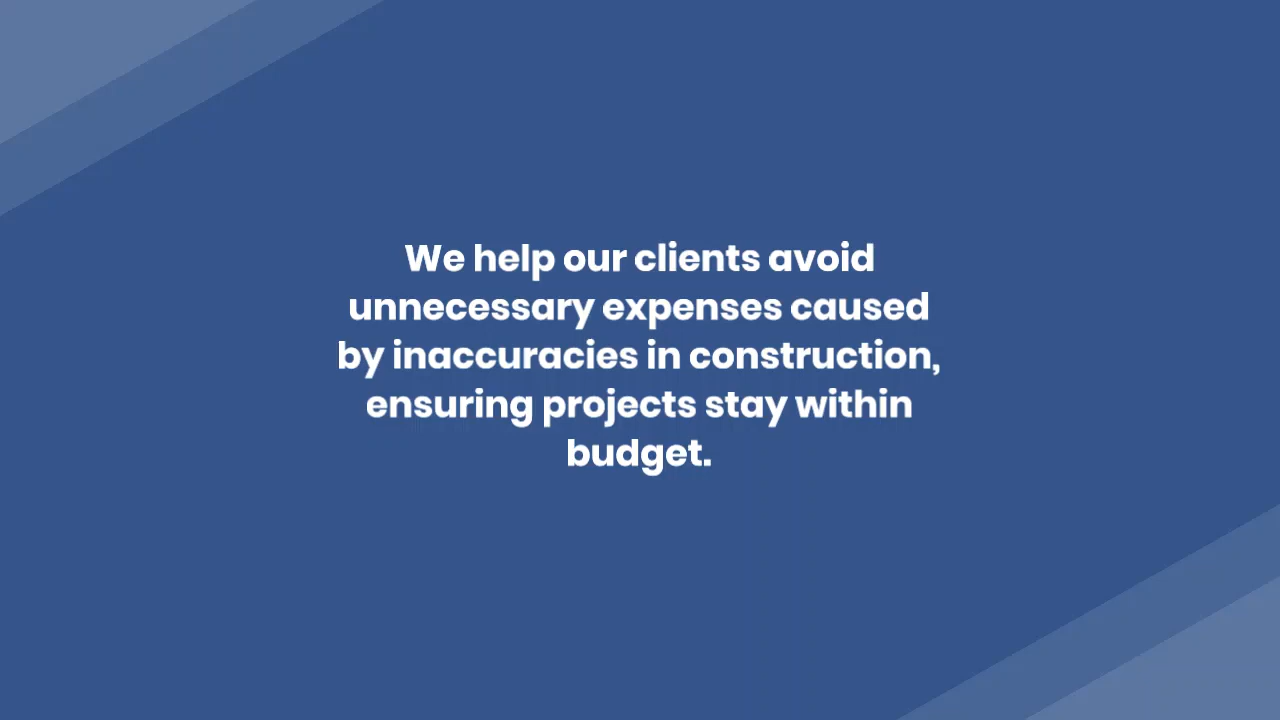 We help our clients avoid
unnecessary expenses caused
by inaccuracies in construction,
ensuring projects stay within
budget.